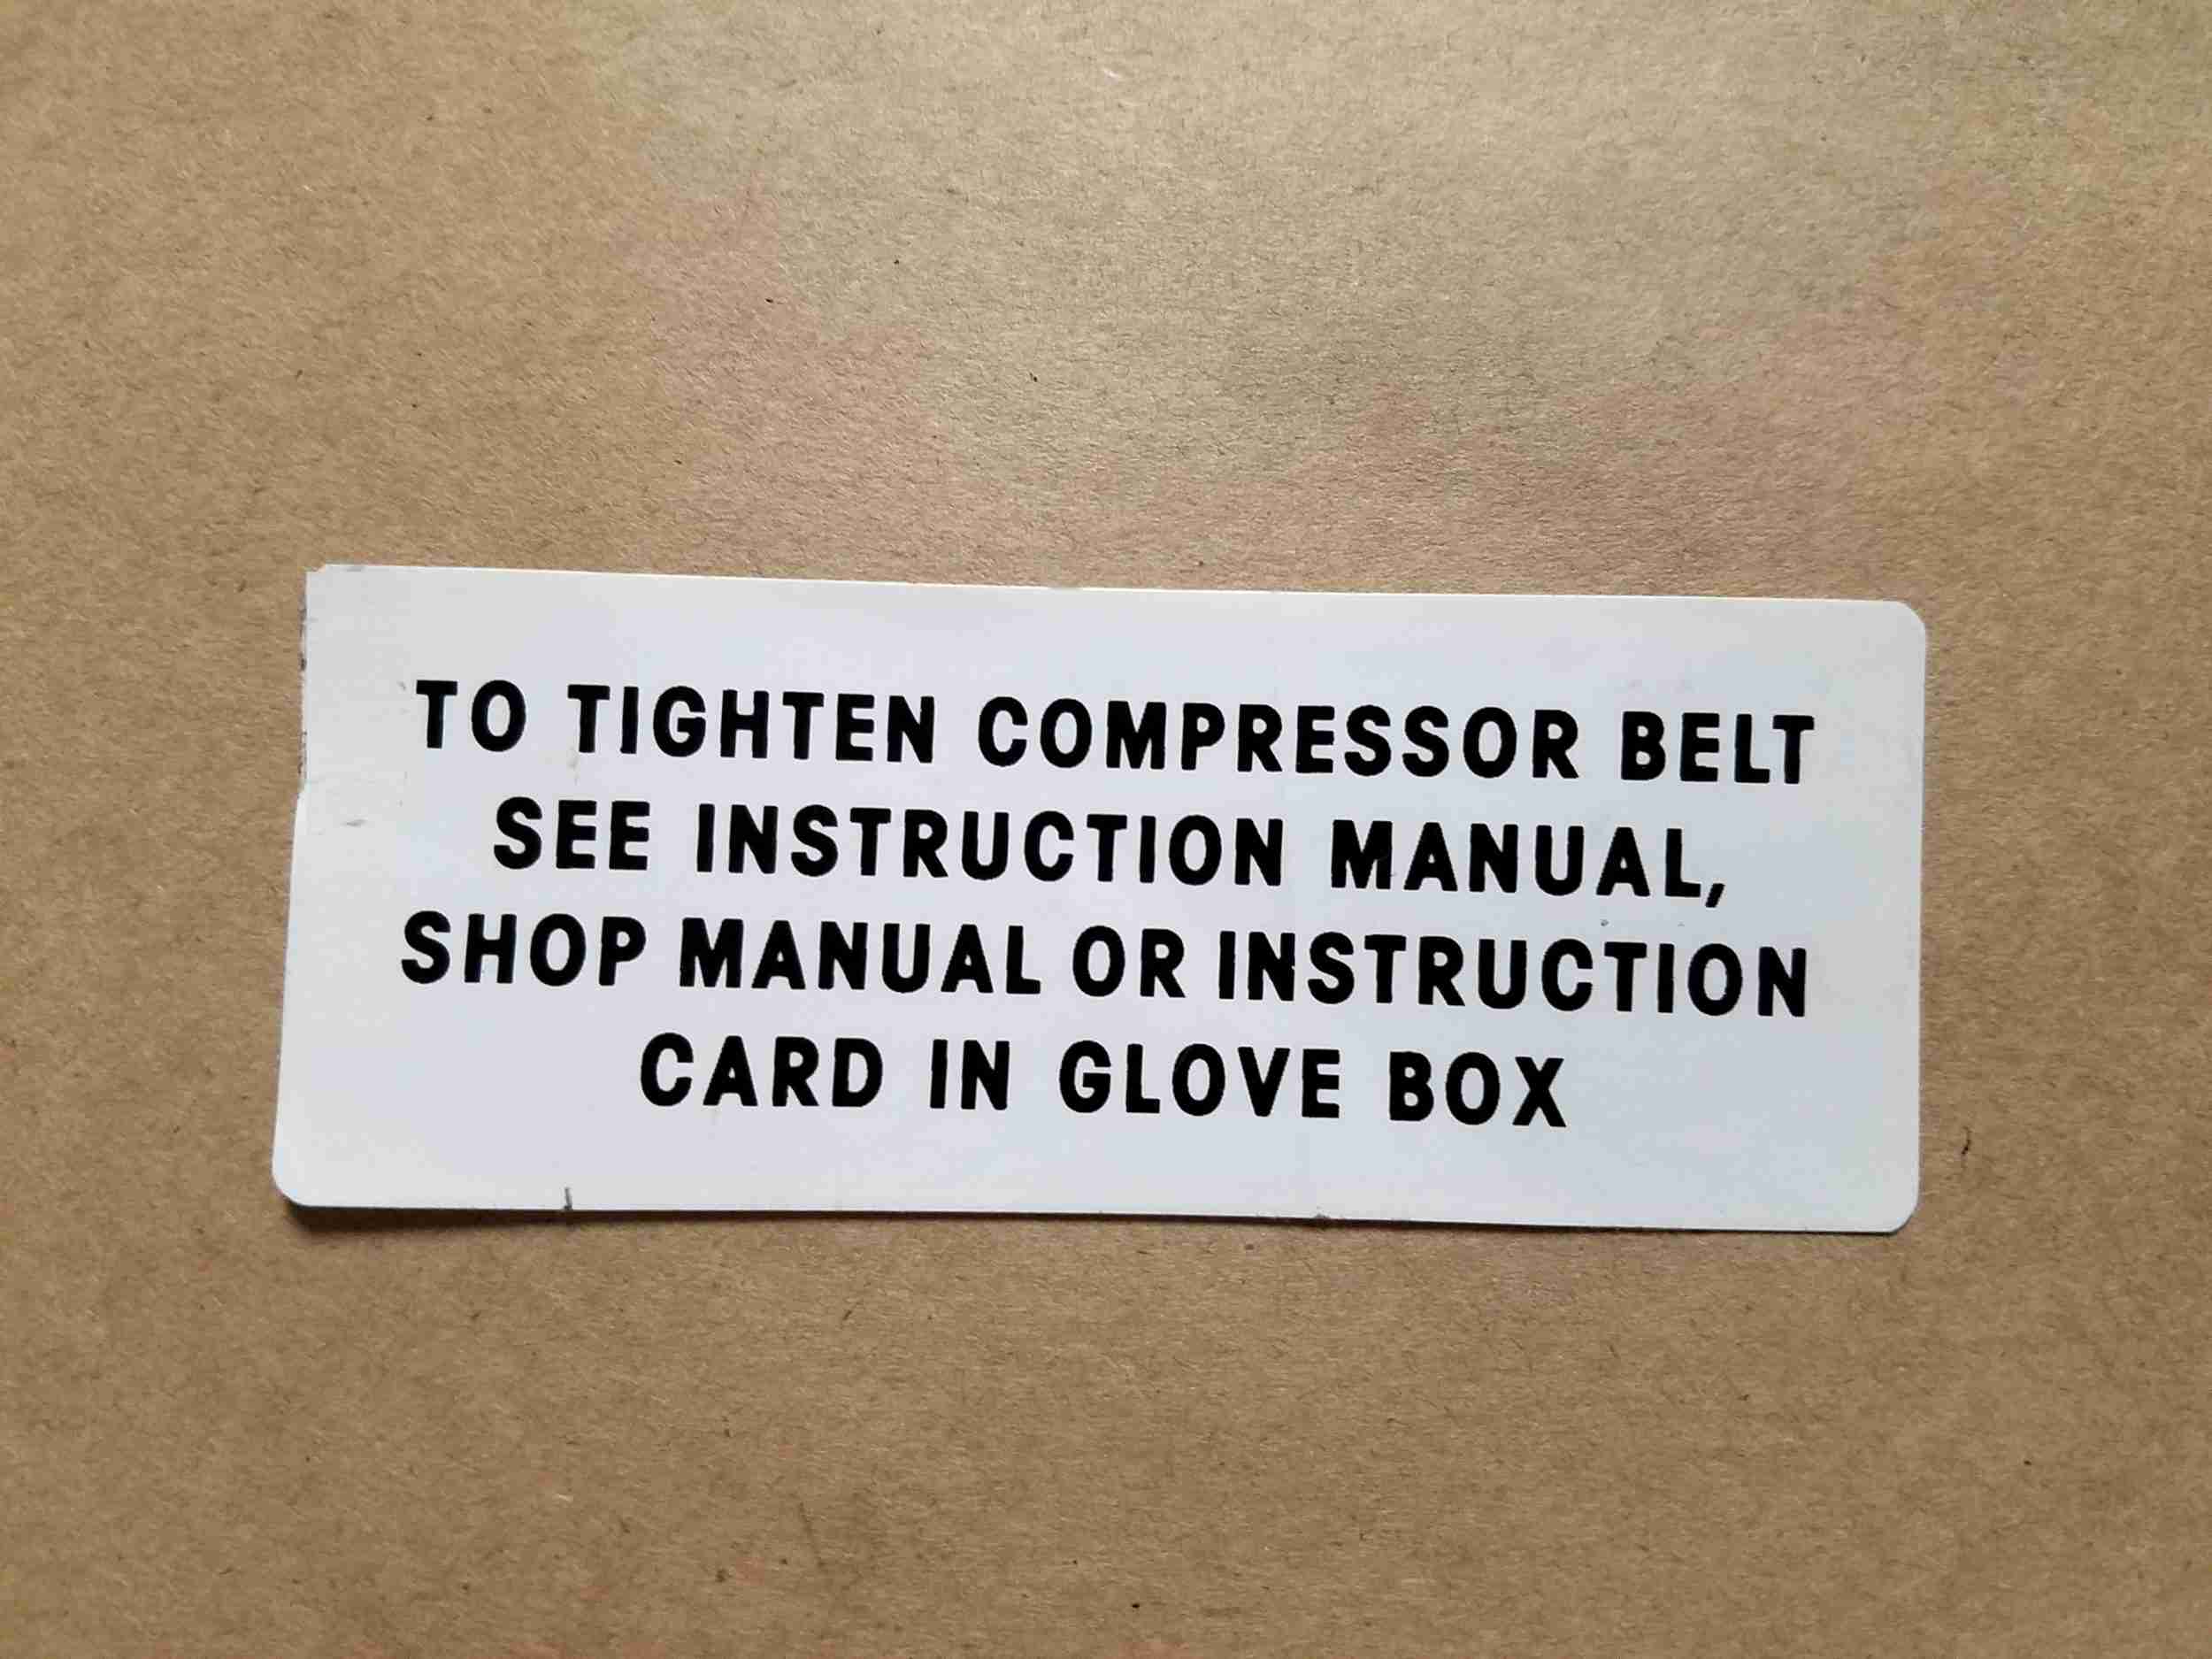 TO TIGHTEN COMPRESSOR BELT
SEE INSTRUCTION MANUAL,
SHOP MANUAL OR INSTRUCTION
CARD IN GLOVE BOX